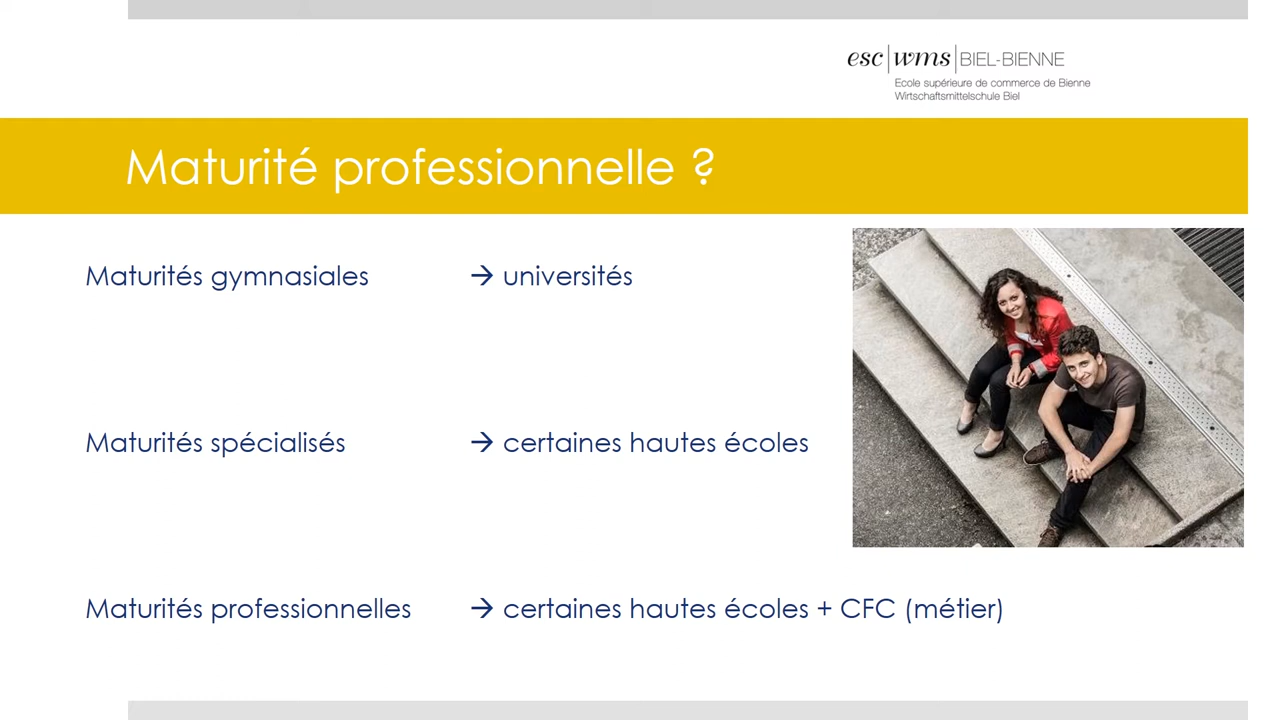 esc|wms|BIEL-BIENNE
Ecole supérieure de commerce de Bienne
Wirtschaftsmittelschule Biel
Maturité professionnelle ?
Maturités gymnasiales → universités
Maturités spécialisés → certaines hautes écoles
Maturités professionnelles → certaines hautes écoles + CFC (métier)